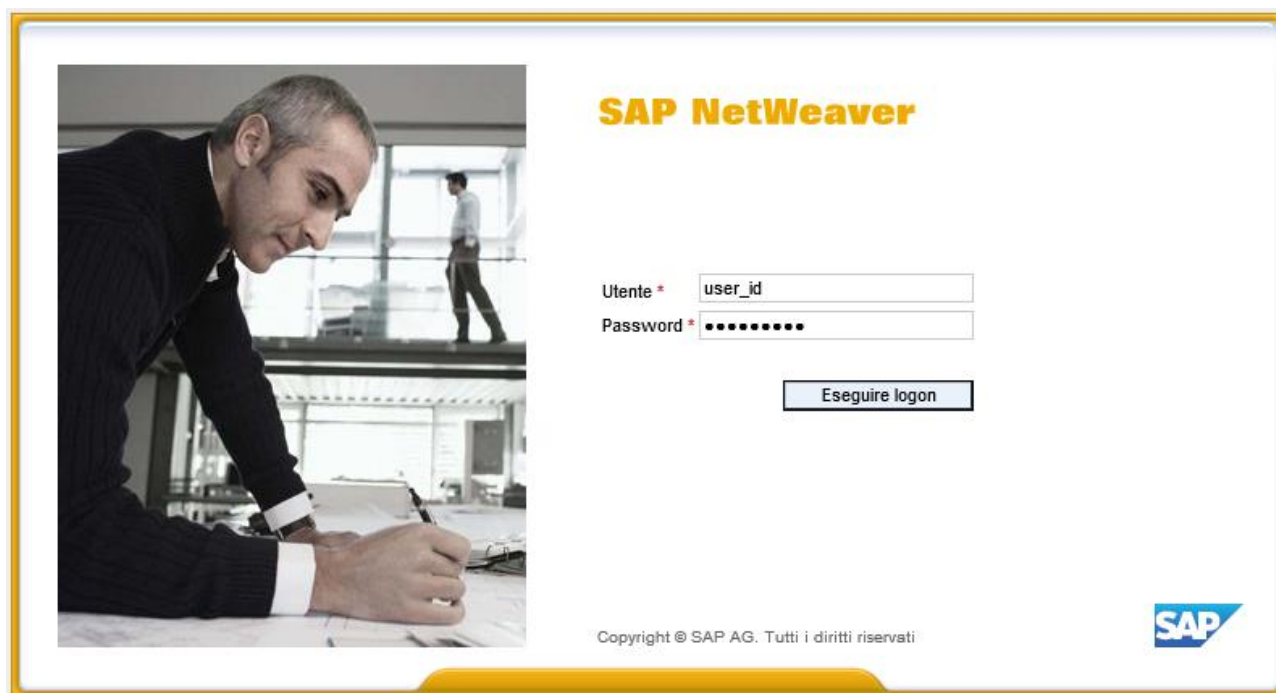 SAP NetWeaver
Utente * user_id
Password * •••••••••
Eseguire logon
Copyright © SAP AG. Tutti i diritti riservati
SAP